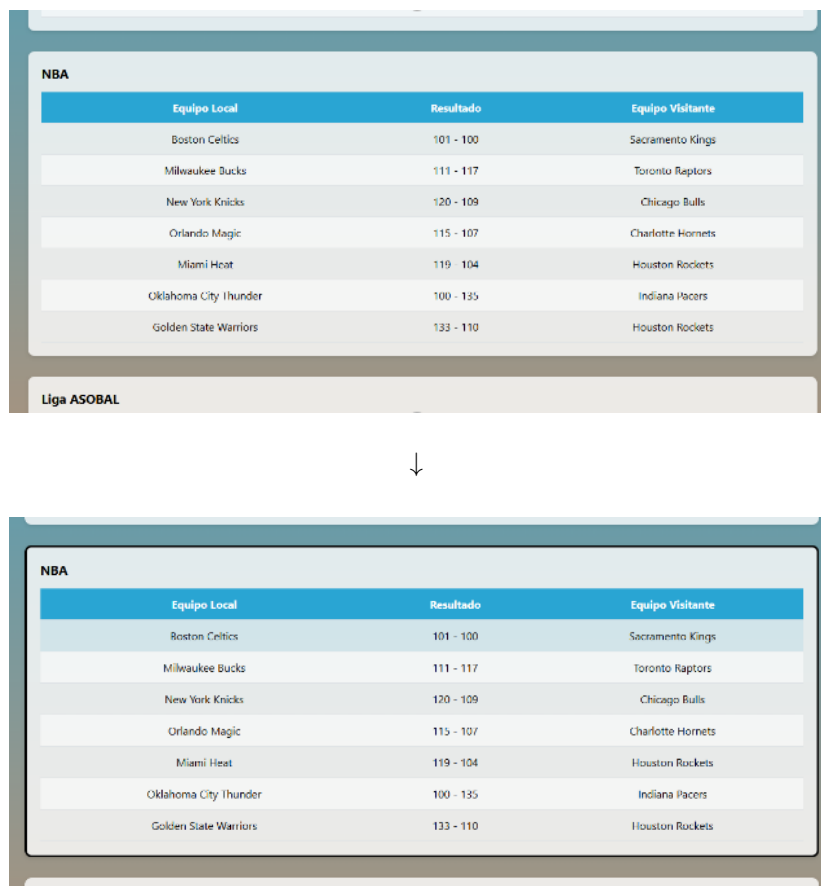 NBA
Equipo Local Resultado Equipo Visitante
Boston Celtics 101 - 100 Sacramento Kings
Milwaukee Bucks 111 - 117 Toronto Raptors
New York Knicks 120 - 109 Chicago Bulls
Orlando Magic 115 - 107 Charlotte Hornets
Miami Heat 119 - 104 Houston Rockets
Oklahoma City Thunder 100 - 135 Indiana Pacers
Golden State Warriors 133 - 110 Houston Rockets
Liga ASOBAL
↓
NBA
Equipo Local Resultado Equipo Visitante
Boston Celtics 101 - 100 Sacramento Kings
Milwaukee Bucks 111 - 117 Toronto Raptors
New York Knicks 120 - 109 Chicago Bulls
Orlando Magic 115 - 107 Charlotte Hornets
Miami Heat 119 - 104 Houston Rockets
Oklahoma City Thunder 100 - 135 Indiana Pacers
Golden State Warriors 133 - 110 Houston Rockets